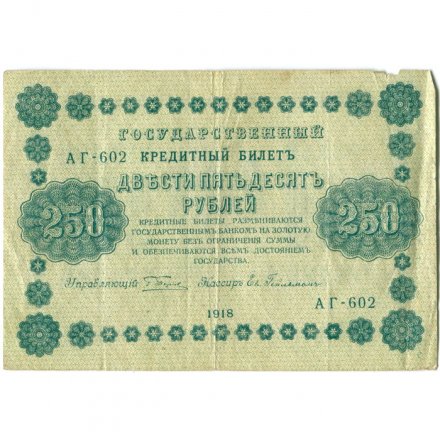 ГОСУДАРСТВЕННЫЙ
АГ-602 КРЕДИТНЫЙ БИЛЕТЪ
ДВѢСТИ ПЯТЬДЕСЯТЪ
РУБЛЕЙ
250
250
КРЕДИТНЫЕ БИЛЕТЫ РАЗМѢНИВАЮТСЯ
ГОСУДАРСТВЕННЫМЪ БАНКОМЪ НА ЗОЛОТУЮ
МОНЕТУ БЕЗЪ ОГРАНИЧЕНІЯ СУММЫ
И ОБЕЗПЕЧИВАЮТСЯ ВСѢМЪ ДОСТОЯНІЕМЪ
ГОСУДАРСТВА.
Управляющій Кассиръ
АГ-602
1918